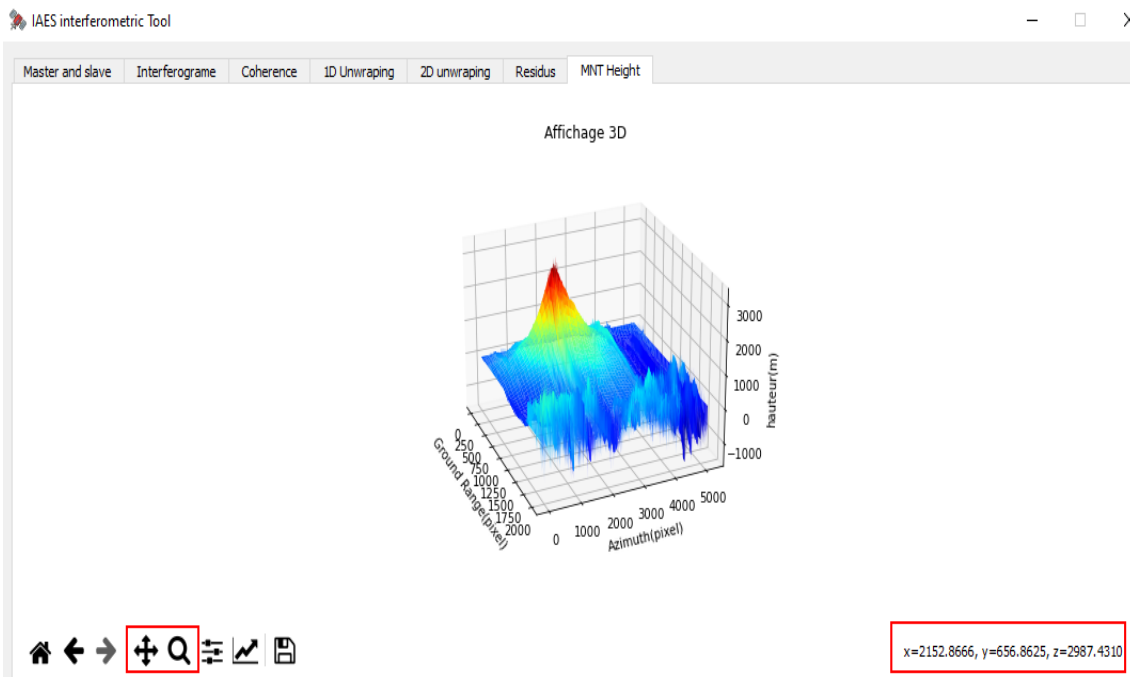 IAES interferometric Tool
Master and slave Interferograme Coherence 1D Unwraping 2D unwraping Residus MNT Height
Affichage 3D
3000
2000
1000
0
−1000
hauteur(m)
0
250
500
750
1000
1250
1500
1750
2000
Ground Range(pixel)
0 1000 2000 3000 4000 5000
Azimuth(pixel)
x=2152.8666, y=656.8625, z=2987.4310